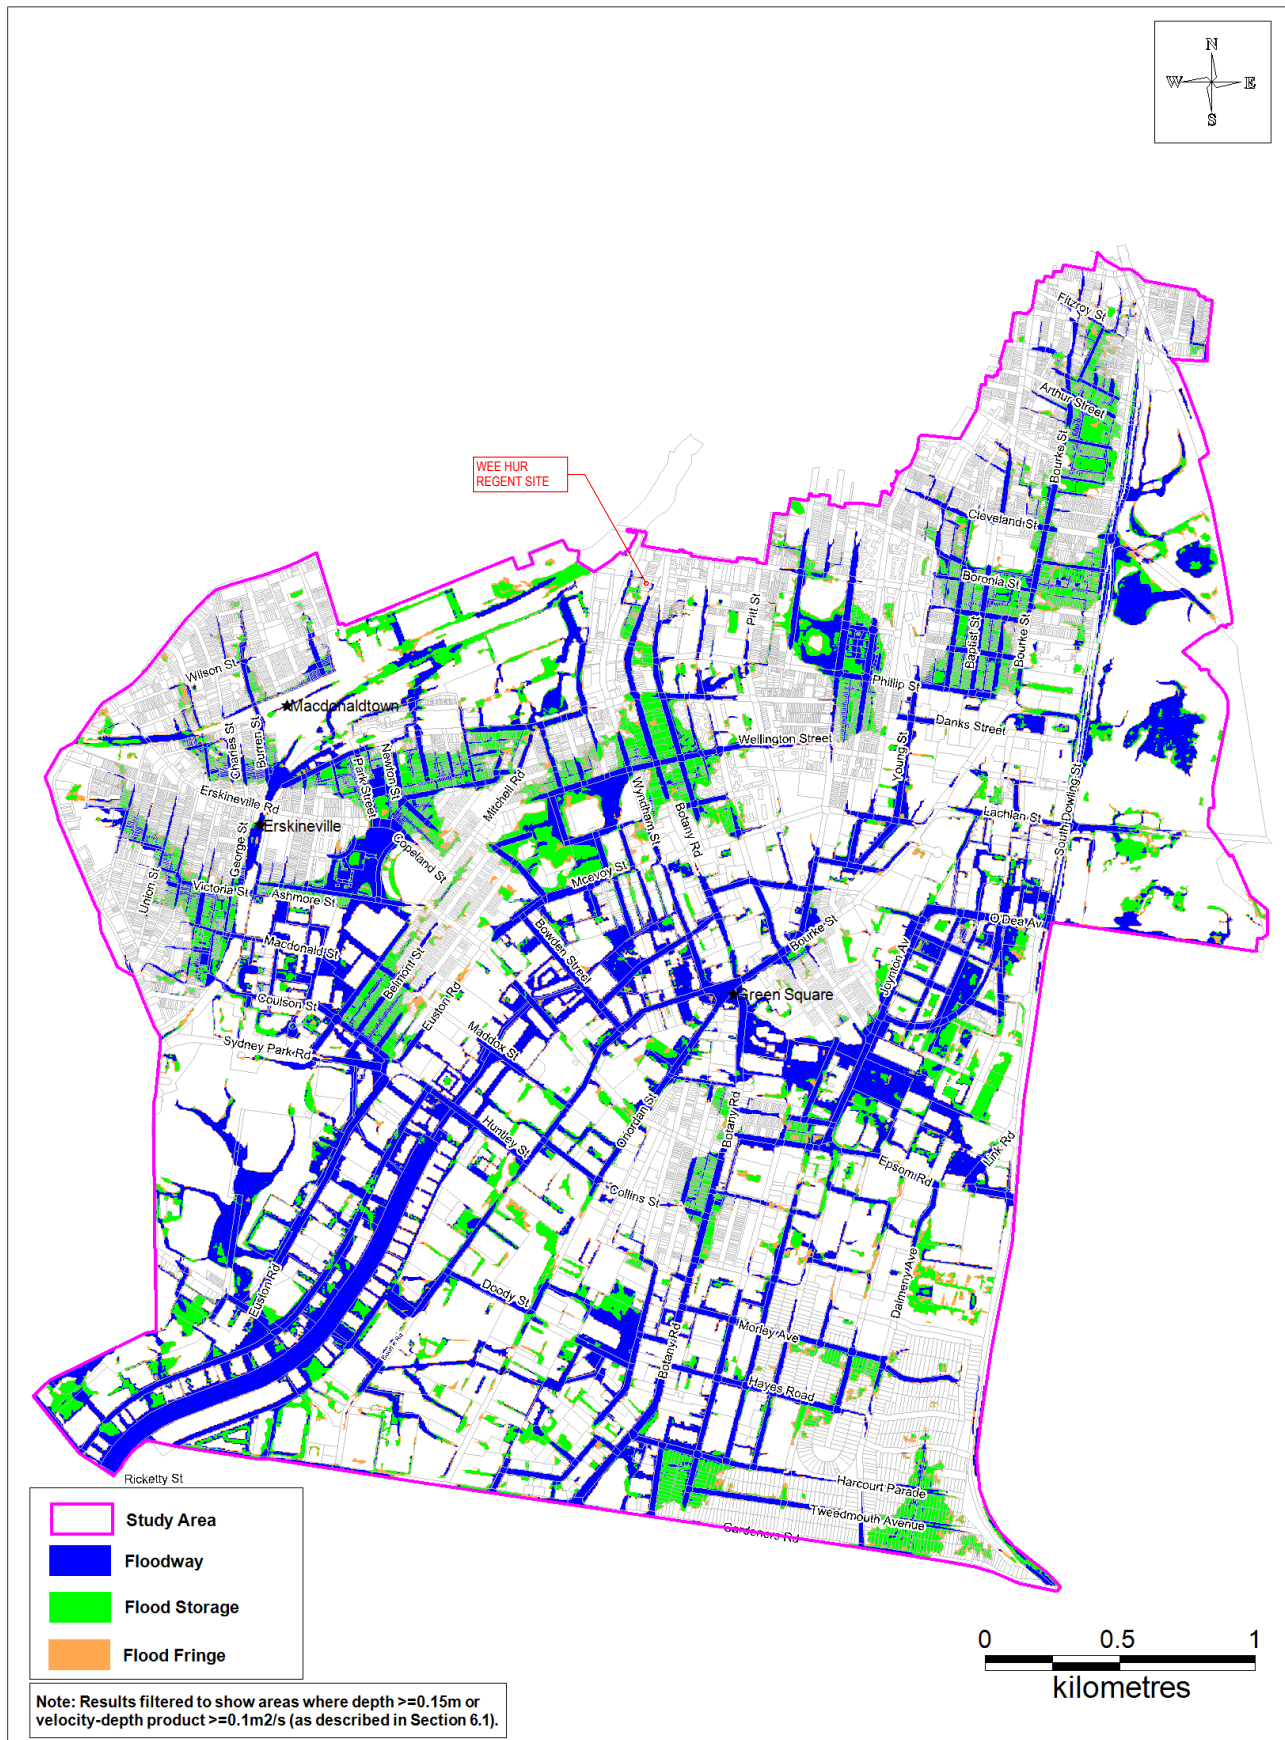 N
W
E
S
Fitzroy St
Arthur Street
Bourke St
WEE HUR
REGENT SITE
Cleveland St
Boronia St
Pitt St
Baptist St
Bourke St
Wilson St
Phillip St
Macdonaldtown
Danks Street
Charles St
Burren St
Wellington Street
Young St
Newton St
Park Street
Mitchell Rd
Erskineville Rd
Wyndham St
Botany Rd
Lachlan St
South Dowling St
Erskineville
George St
Copeland St
Mcevoy St
Union St
Victoria St
Ashmore St
O'Dea Av
Bowden Street
Bourke St
Macdonald St
Belmont St
Joynton Av
Euston Rd
Green Square
Coulson St
Maddox St
Sydney Park Rd
Huntley St
Oriordan St
Botany Rd
Link Rd
Epsom Rd
Collins St
Dalmeny Ave
Euston Rd
Doody St
Morley Ave
Botany Rd
Hayes Road
Ricketty St
Harcourt Parade
Tweedmouth Avenue
Gardeners Rd
Study Area
Floodway
Flood Storage
Flood Fringe
0 0.5 1
kilometres
Note: Results filtered to show areas where depth >=0.15m or
velocity-depth product >=0.1m2/s (as described in Section 6.1).